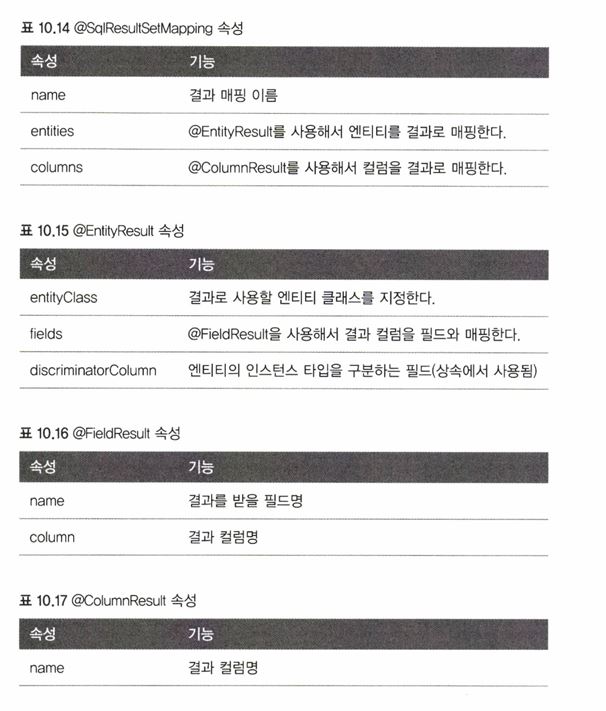 표 10.14 @SqlResultSetMapping 속성
속성 기능
name 결과 매핑 이름
entities @EntityResult를 사용해서 엔티티를 결과로 매핑한다.
columns @ColumnResult를 사용해서 컬럼을 결과로 매핑한다.
표 10.15 @EntityResult 속성
속성 기능
entityClass 결과로 사용할 엔티티 클래스를 지정한다.
fields @FieldResult을 사용해서 결과 컬럼을 필드와 매핑한다.
discriminatorColumn 엔티티의 인스턴스 타입을 구분하는 필드(상속에서 사용됨)
표 10.16 @FieldResult 속성
속성 기능
name 결과를 받을 필드명
column 결과 컬럼명
표 10.17 @ColumnResult 속성
속성 기능
name 결과 컬럼명